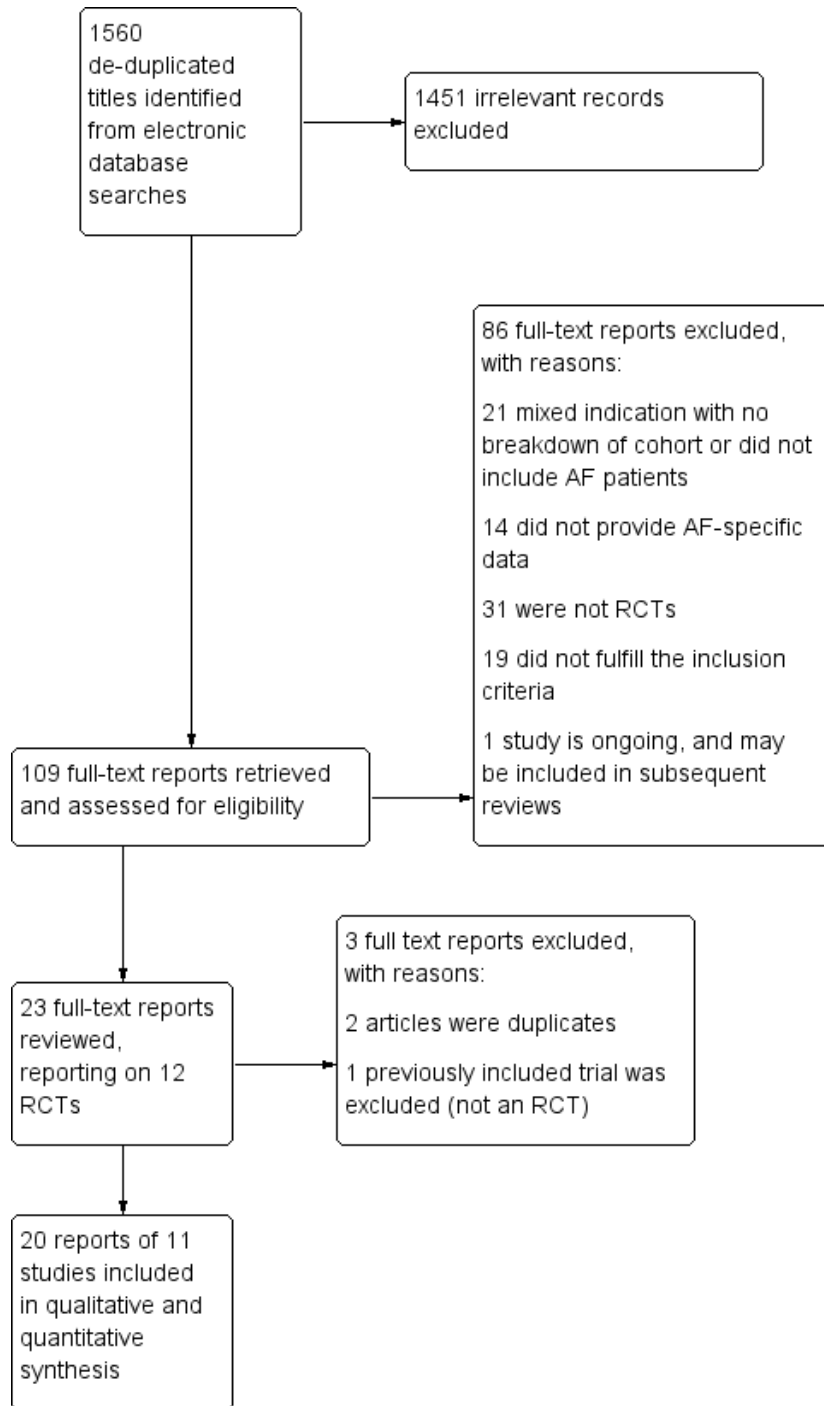 1560
de-duplicated
titles identified
from electronic
database
searches
1451 irrelevant records
excluded
86 full-text reports excluded,
with reasons:
21 mixed indication with no
breakdown of cohort or did not
include AF patients
14 did not provide AF-specific
data
31 were not RCTs
19 did not fulfill the inclusion
criteria
1 study is ongoing, and may
be included in subsequent
reviews
109 full-text reports retrieved
and assessed for eligibility
3 full text reports excluded,
with reasons:
2 articles were duplicates
1 previously included trial was
excluded (not an RCT)
23 full-text reports
reviewed,
reporting on 12
RCTs
20 reports of 11
studies included
in qualitative and
quantitative
synthesis